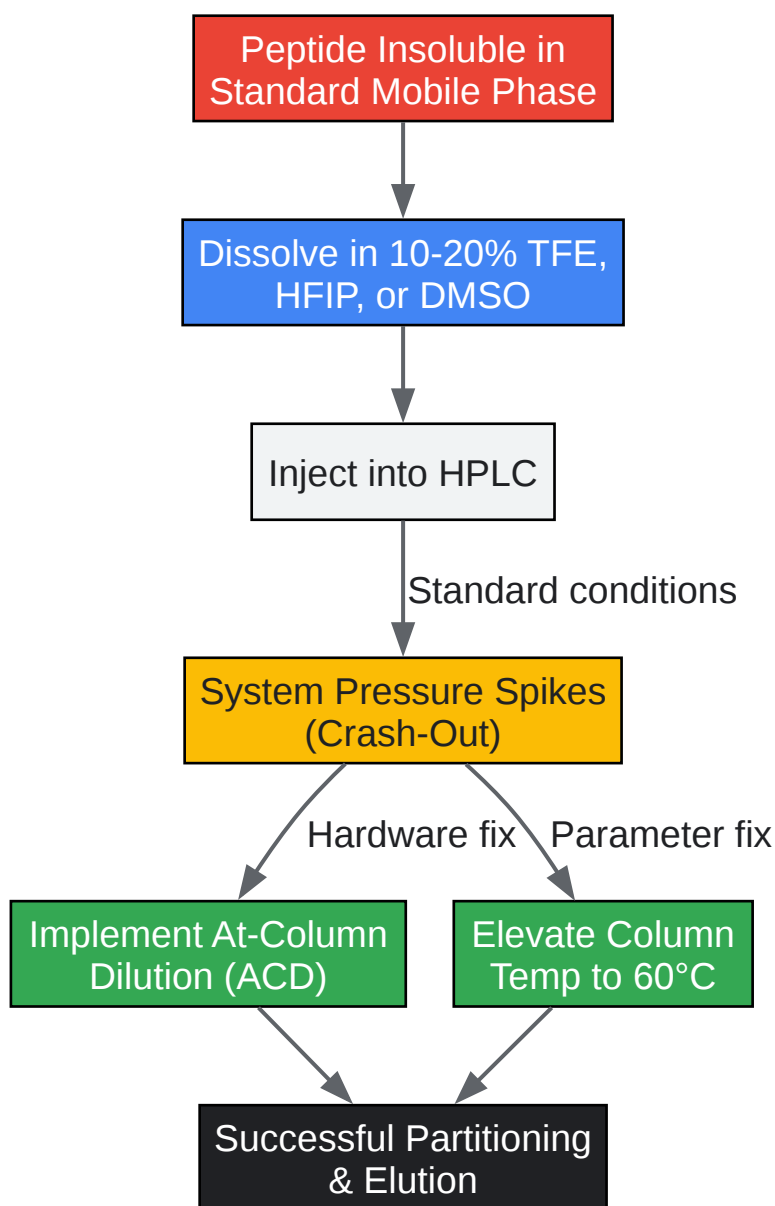 Peptide Insoluble in
Standard Mobile Phase
Dissolve in 10-20% TFE,
HFIP, or DMSO
Inject into HPLC
Standard conditions
System Pressure Spikes
(Crash-Out)
Hardware fix
Parameter fix
Implement At-Column
Dilution (ACD)
Elevate Column
Temp to 60°C
Successful Partitioning
& Elution